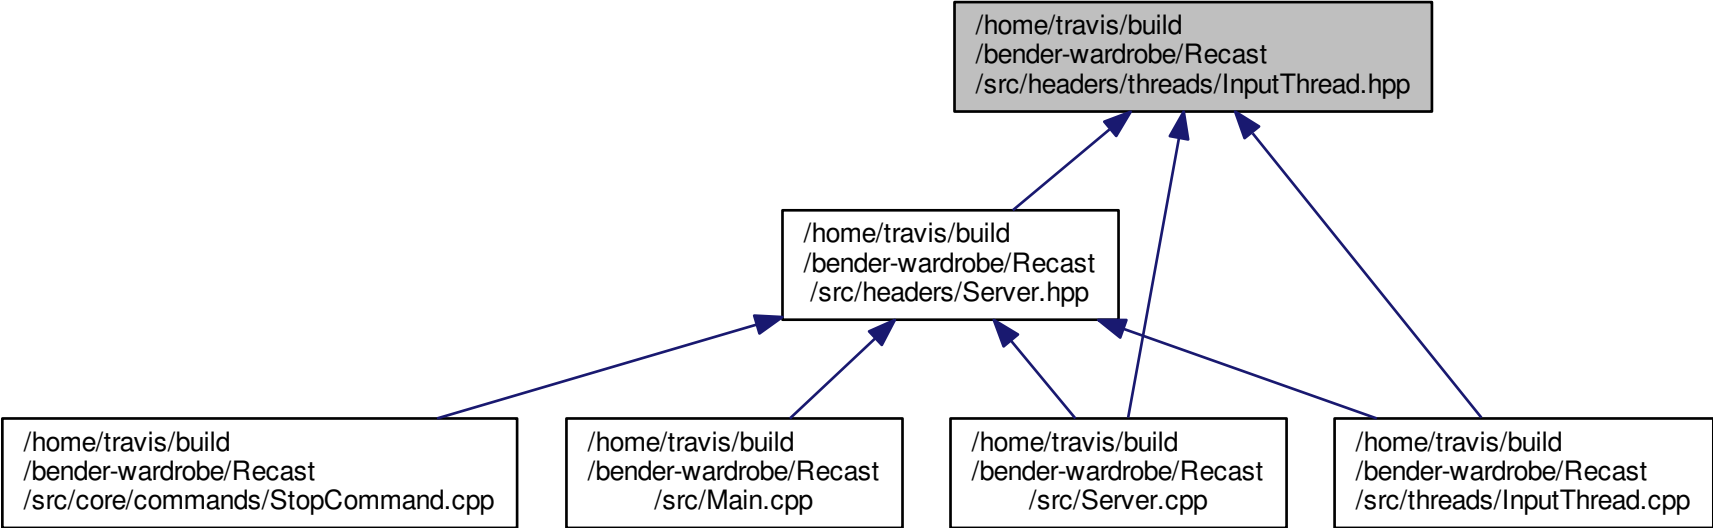 /home/travis/build
/bender-wardrobe/Recast
/src/headers/threads/InputThread.hpp
/home/travis/build
/bender-wardrobe/Recast
/src/headers/Server.hpp
/home/travis/build
/bender-wardrobe/Recast
/src/core/commands/StopCommand.cpp
/home/travis/build
/bender-wardrobe/Recast
/src/Main.cpp
/home/travis/build
/bender-wardrobe/Recast
/src/Server.cpp
/home/travis/build
/bender-wardrobe/Recast
/src/threads/InputThread.cpp